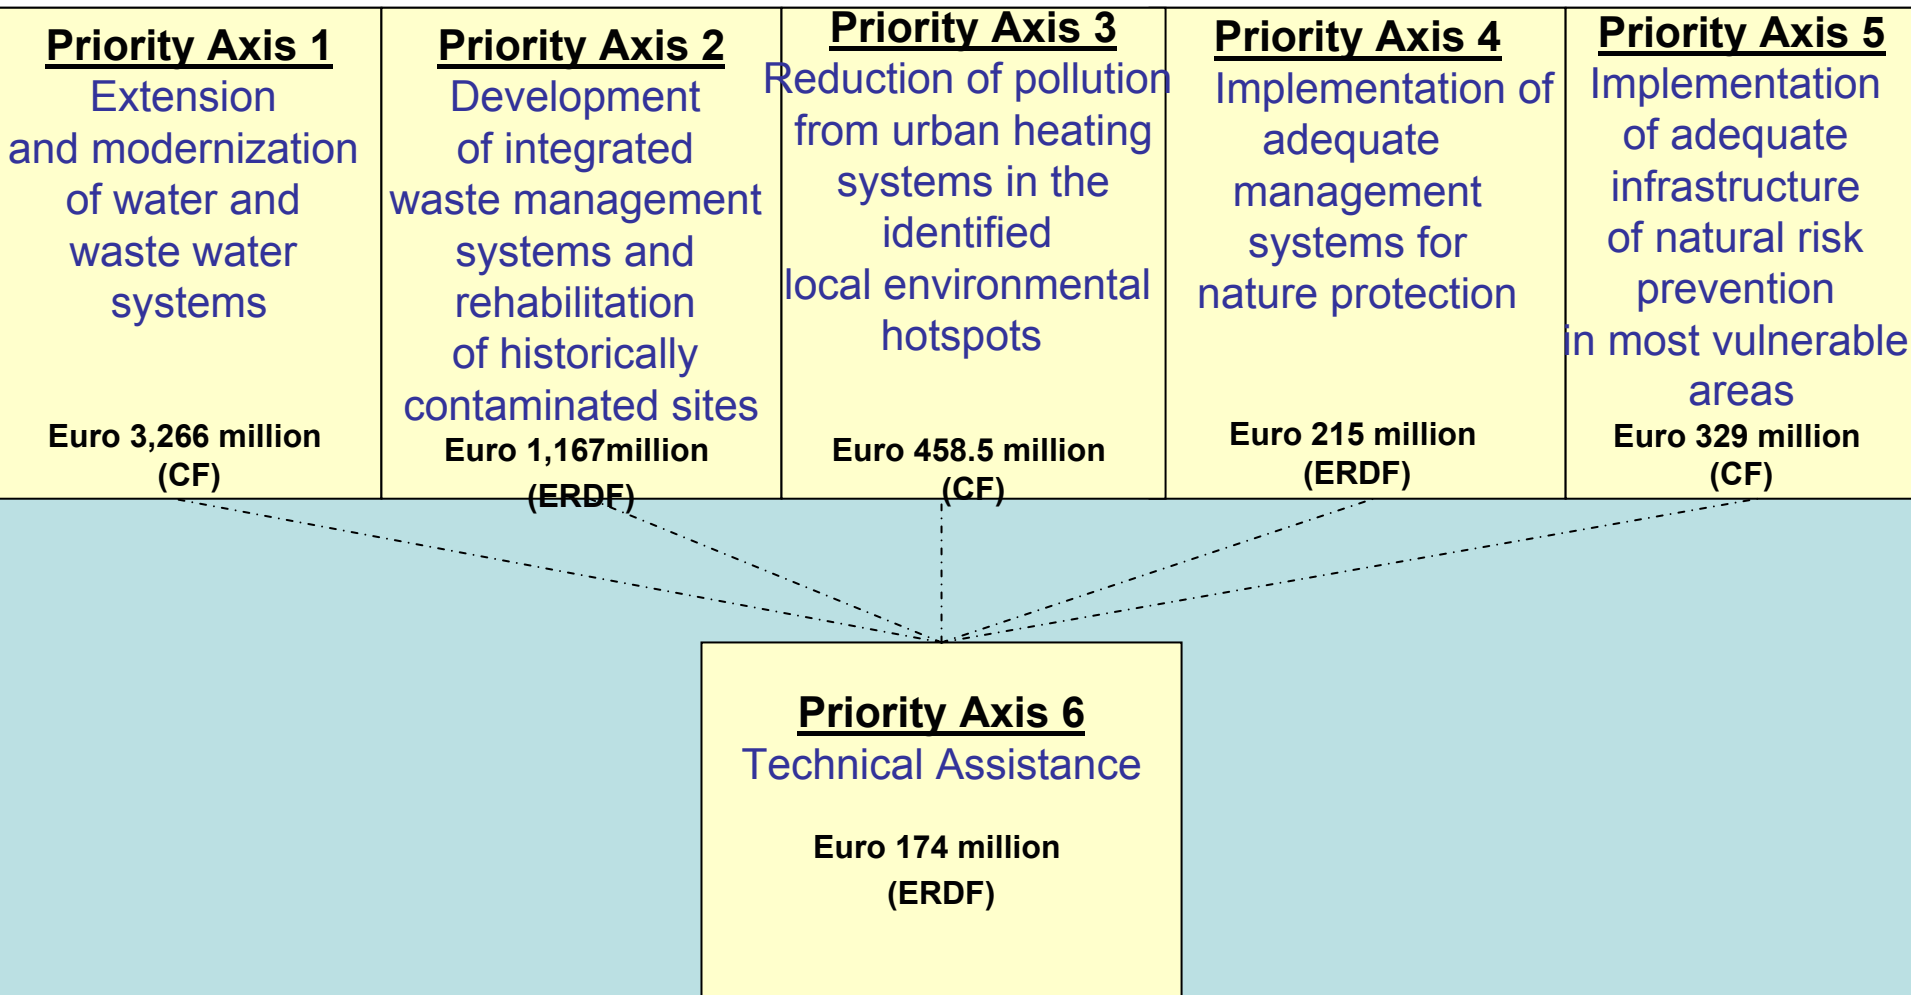 Priority Axis 1
Extension
and modernization
of water and
waste water
systems
Euro 3,266 million
(CF)
Priority Axis 2
Development
of integrated
waste management
systems and
rehabilitation
of historically
contaminated sites
Euro 1,167million
(ERDF)
Priority Axis 3
Reduction of pollution
from urban heating
systems in the
identified
local environmental
hotspots
Euro 458.5 million
(CF)
Priority Axis 4
Implementation of
adequate
management
systems for
nature protection
Euro 215 million
(ERDF)
Priority Axis 5
Implementation
of adequate
infrastructure
of natural risk
prevention
in most vulnerable
areas
Euro 329 million
(CF)
Priority Axis 6
Technical Assistance
Euro 174 million
(ERDF)